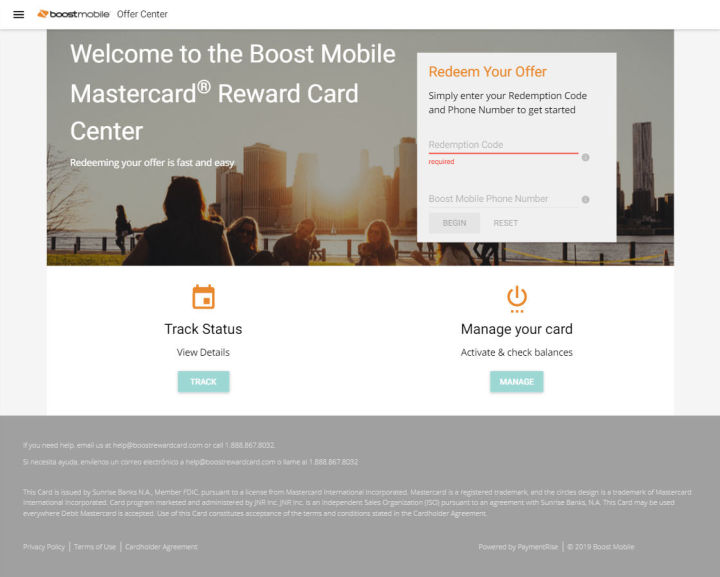 boostmobile Offer Center
Welcome to the Boost Mobile
Mastercard® Reward Card
Center
Redeeming your offer is fast and easy
Redeem Your Offer
Simply enter your Redemption Code
and Phone Number to get started
Redemption Code
required
Boost Mobile Phone Number
BEGIN RESET
Track Status
View Details
TRACK
Manage your card
Activate & check balances
MANAGE
If you need help, email us at help@boostrewardcard.com or call 1.888.867.8032.
Si necesita ayuda, envíenos un correo electrónico a help@boostrewardcard.com o llame al 1.888.867.8032
This Card is issued by Sunrise Banks N.A., Member FDIC, pursuant to a license from Mastercard International Incorporated. Mastercard is a registered trademark, and the circles design is a trademark of Mastercard
International Incorporated. Card program marketed and administered by JNR Inc. JNR Inc. is an Independent Sales Organization (ISO) pursuant to an agreement with Sunrise Banks, N.A. This Card may be used
everywhere Debit Mastercard is accepted. Use of this Card constitutes acceptance of the terms and conditions stated in the Cardholder Agreement.
Privacy Policy | Terms of Use | Cardholder Agreement
Powered by PaymentRise | © 2019 Boost Mobile